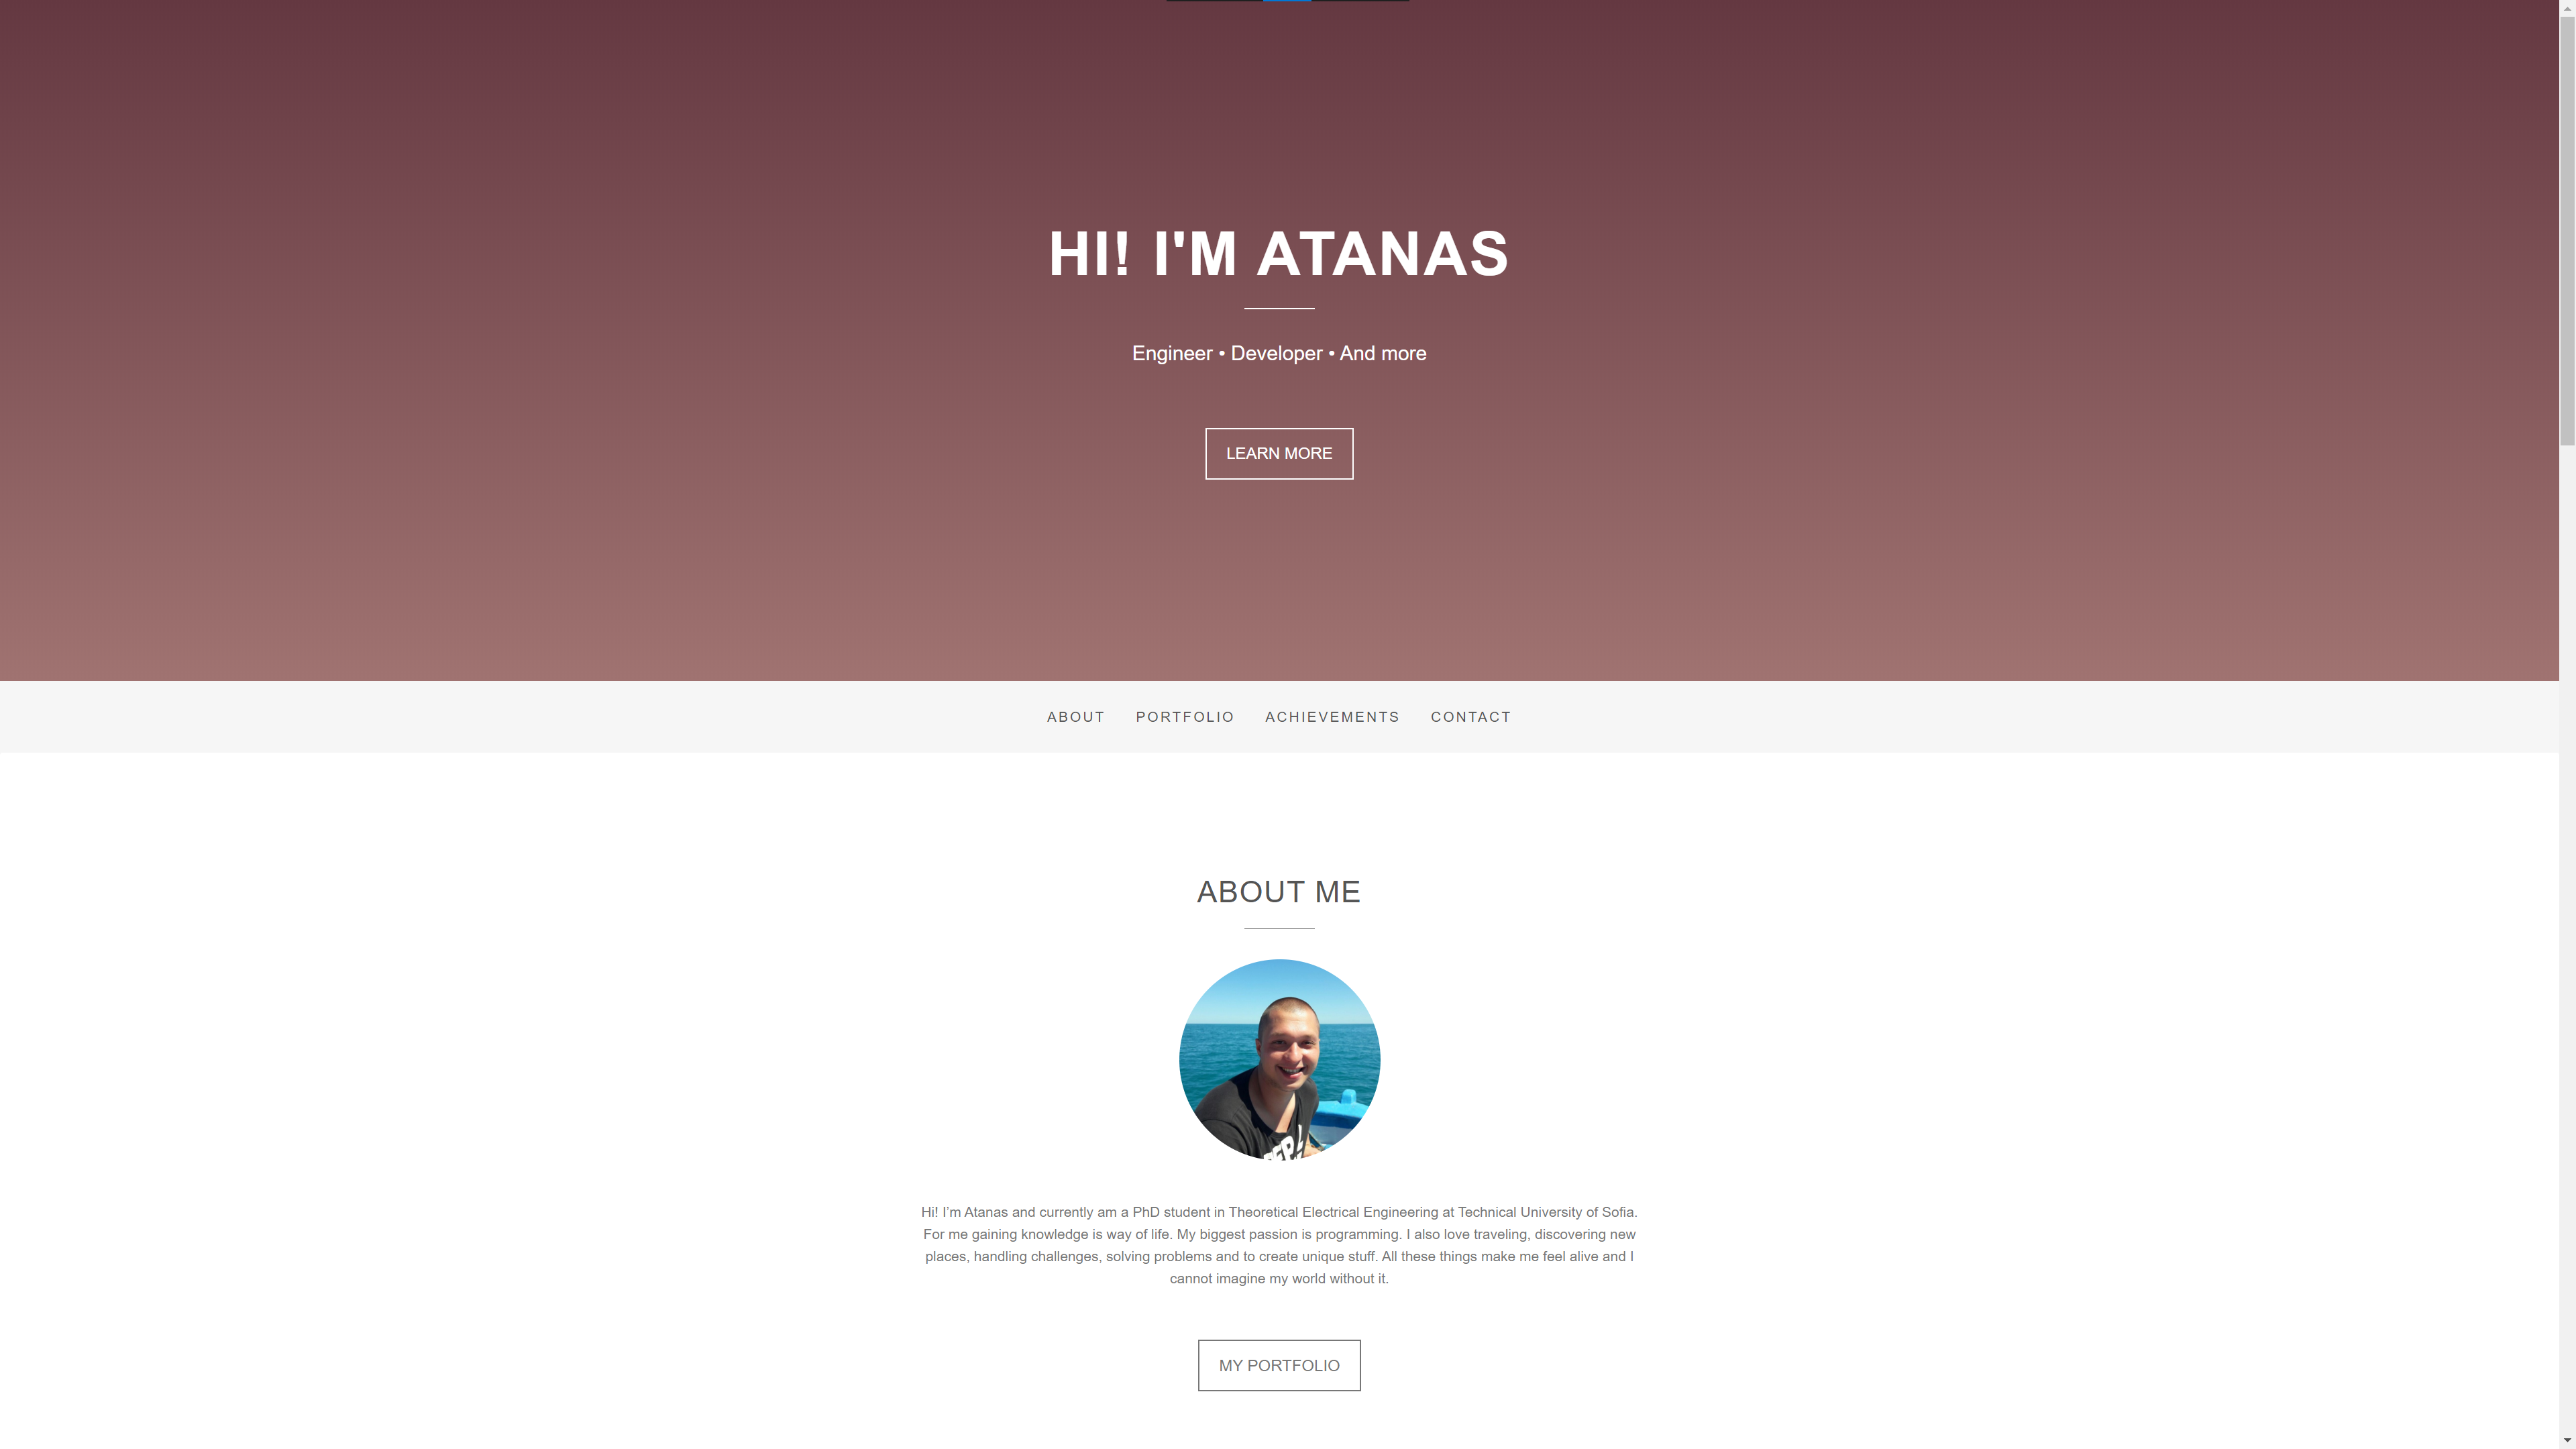 HI! I'M ATANAS
Engineer • Developer • And more
LEARN MORE
ABOUT PORTFOLIO ACHIEVEMENTS CONTACT
ABOUT ME
Hi! I’m Atanas and currently am a PhD student in Theoretical Electrical Engineering at Technical University of Sofia.
For me gaining knowledge is way of life. My biggest passion is programming. I also love traveling, discovering new
places, handling challenges, solving problems and to create unique stuff. All these things make me feel alive and I
cannot imagine my world without it.
MY PORTFOLIO